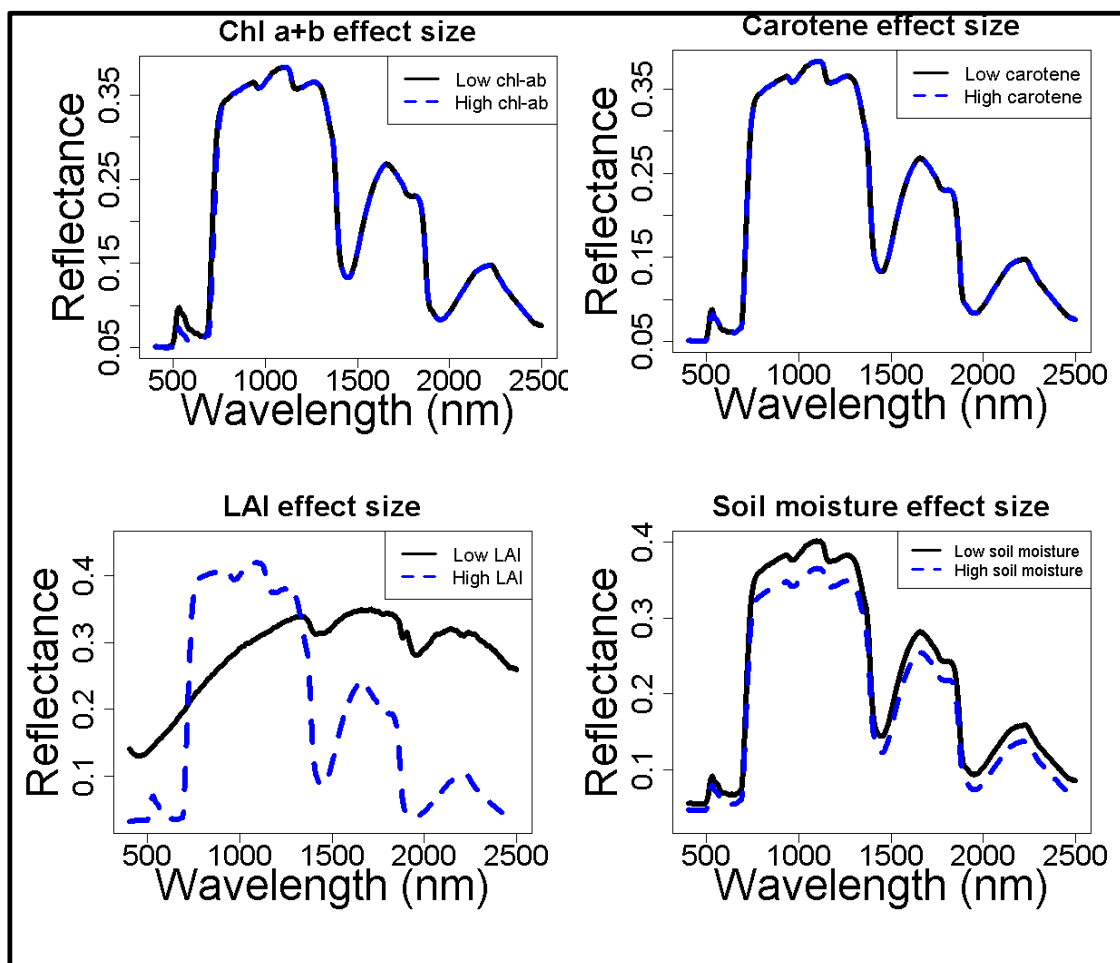 Chl a+b effect size
Low chl-ab
High chl-ab
Reflectance
0.05 0.15 0.25 0.35
500 1000 1500 2000 2500
Wavelength (nm)
Carotene effect size
Low carotene
High carotene
Reflectance
0.05 0.15 0.25 0.35
500 1000 1500 2000 2500
Wavelength (nm)
LAI effect size
Low LAI
High LAI
Reflectance
0.1 0.2 0.3 0.4
500 1000 1500 2000 2500
Wavelength (nm)
Soil moisture effect size
Low soil moisture
High soil moisture
Reflectance
0.1 0.2 0.3 0.4
500 1000 1500 2000 2500
Wavelength (nm)